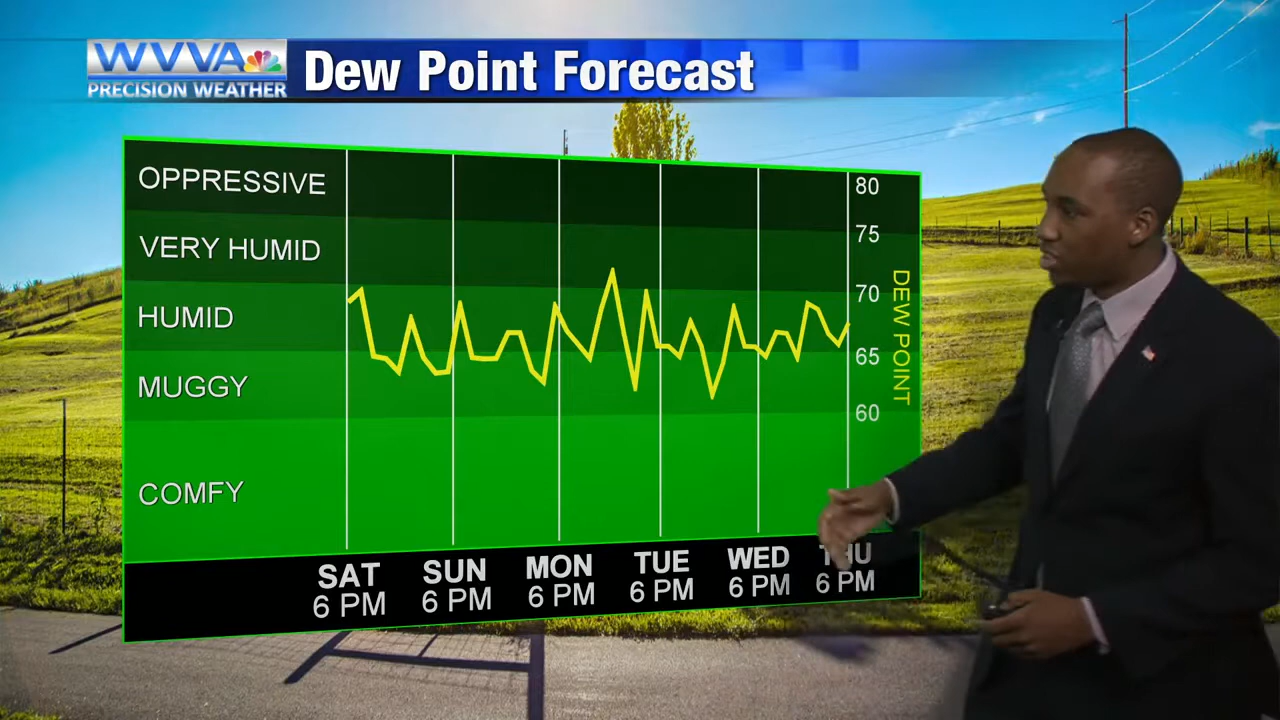 WVVA
PRECISION WEATHER
Dew Point Forecast
OPPRESSIVE
VERY HUMID
HUMID
MUGGY
COMFY
80
75
70
65
60
DEW POINT
SAT
6 PM
SUN
6 PM
MON
6 PM
TUE
6 PM
WED
6 PM
THU
6 PM